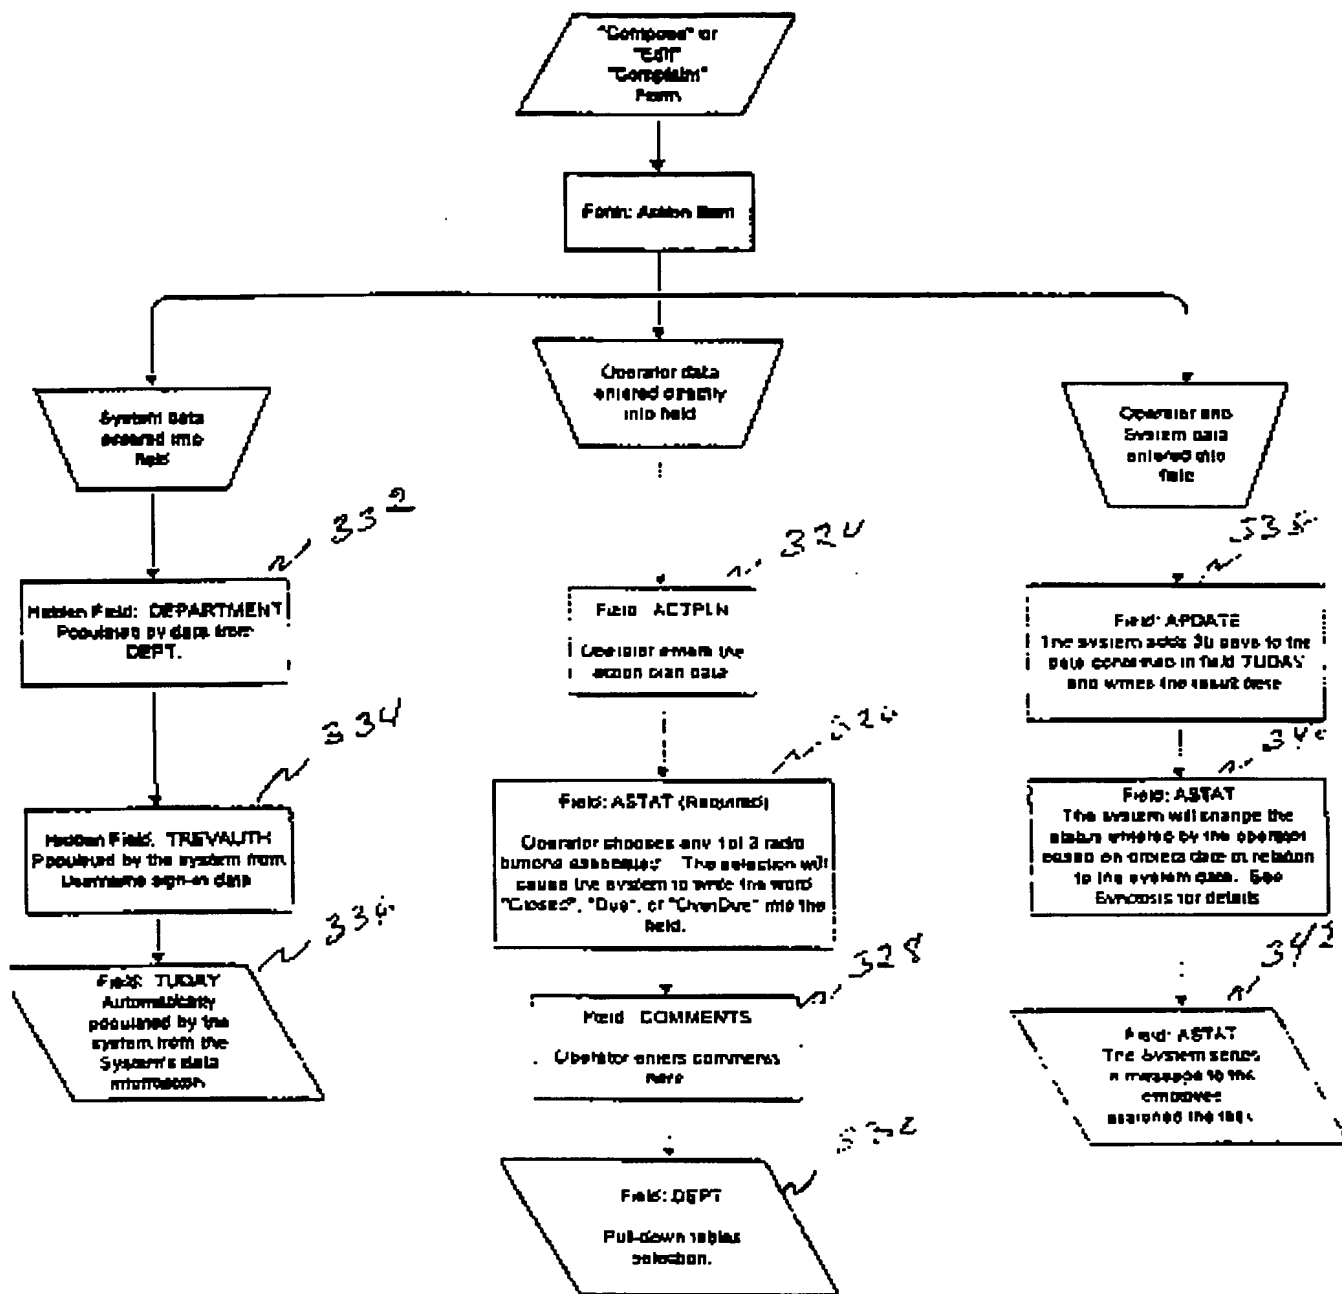 "Compose" or
"Edit"
"Complaint"
Form
Form: Action Item
System data
entered into
field
Operator data
entered directly
into field
Operator and
System data
entered into
field
332
Hidden Field: DEPARTMENT
Populated by data from
DEPT.
334
Hidden Field: TREVAUTH
Populated by the system from
Username sign-in data
Field: TODAY
Automatically
populated by the
system from the
System's data
information
Field: ACTPLN
Operator enters the
action plan data
Field: ASTAT (Required)
Operator chooses any 1 of 3 radio
buttons The selection will
cause the system to write the word
"Closed", "Due", or "OverDue" into the
field.
328
Field: COMMENTS
Operator enters comments
here
Field: DEPT
Pull-down tables
selection.
Field: APDATE
The system adds 30 days to the
data contained in field TODAY
and writes the result here
Field: ASTAT
The system will change the
status entered by the operator
based on date in relation
to the system date. See
Synopsis for details
342
Field: ASTAT
The System sends
a message to the
employee
assigned the task.